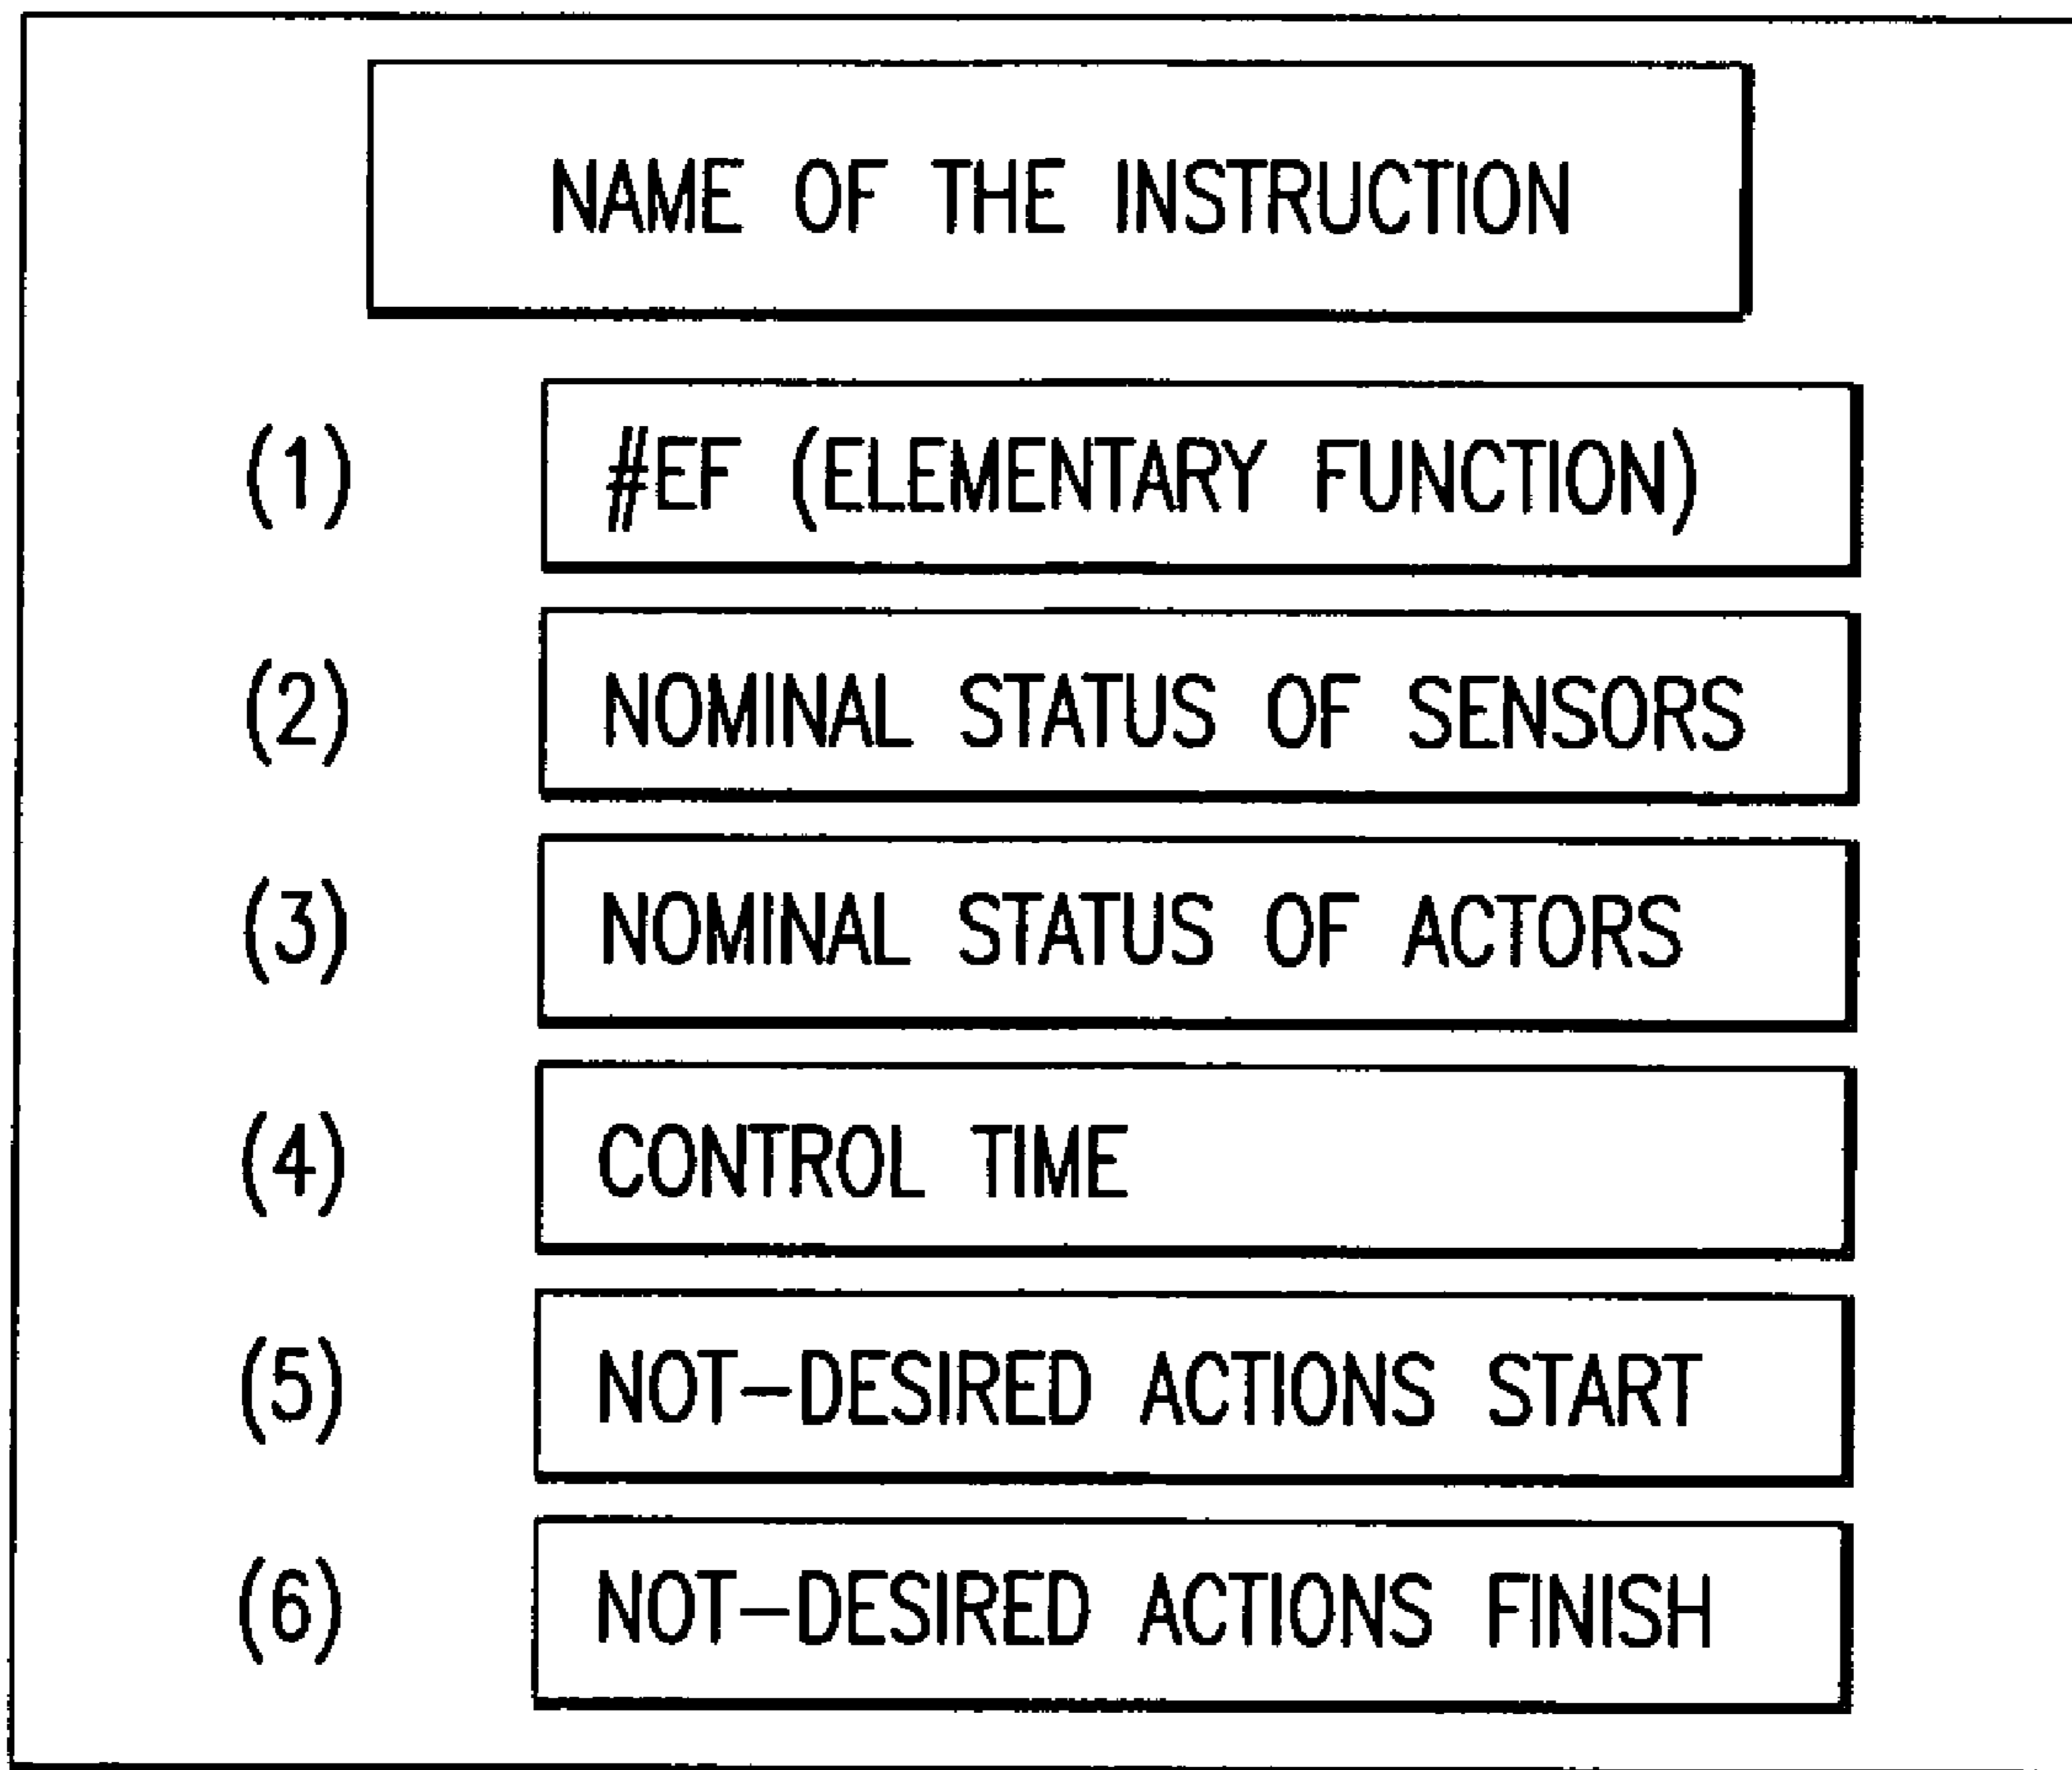 NAME OF THE INSTRUCTION
(1) #EF (ELEMENTARY FUNCTION)
(2) NOMINAL STATUS OF SENSORS
(3) NOMINAL STATUS OF ACTORS
(4) CONTROL TIME
(5) NOT-DESIRED ACTIONS START
(6) NOT-DESIRED ACTIONS FINISH